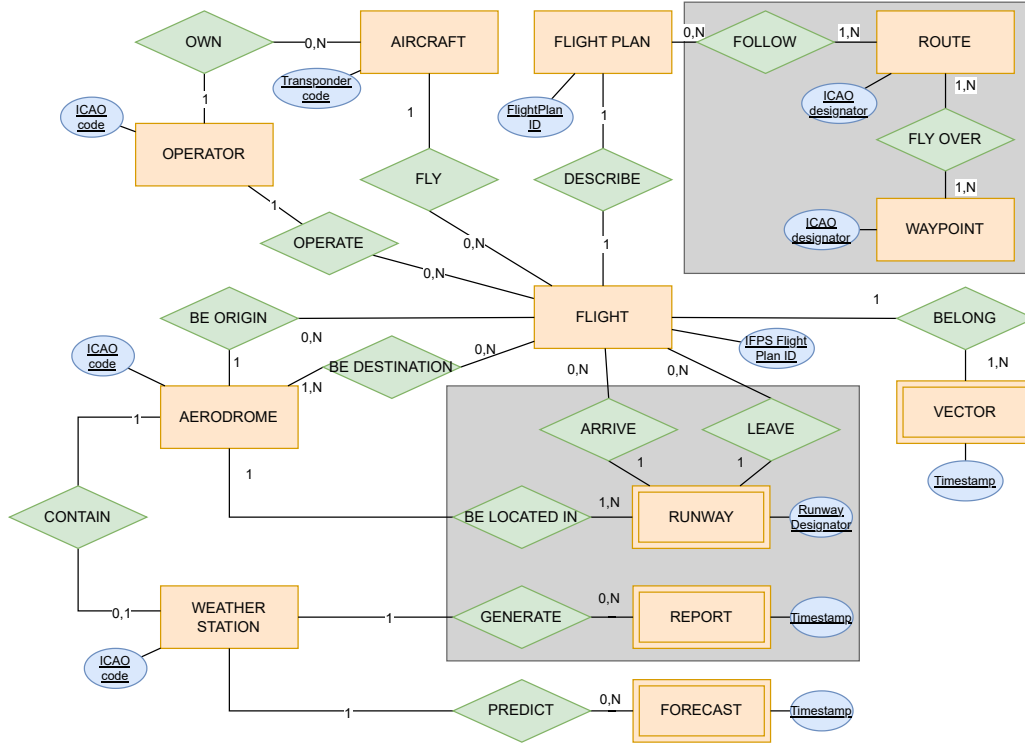 OWN
0,N
AIRCRAFT
FLIGHT PLAN
0,N
FOLLOW
1,N
ROUTE
Transponder
code
1
ICAO
code
1
FlightPlan
ID
1
ICAO
designator
1,N
OPERATOR
FLY OVER
FLY
DESCRIBE
1,N
1
ICAO
designator
WAYPOINT
OPERATE
0,N
1
0,N
BE ORIGIN
0,N
FLIGHT
1
BELONG
IFPS Flight
Plan ID
ICAO
code
1
BE DESTINATION
0,N
1,N
0,N
0,N
1,N
AERODROME
VECTOR
1
ARRIVE
LEAVE
1
1
1
Timestamp
CONTAIN
BE LOCATED IN
1,N
RUNWAY
Runway
Designator
0,1
WEATHER
STATION
1
GENERATE
0,N
REPORT
Timestamp
ICAO
code
1
PREDICT
0,N
FORECAST
Timestamp